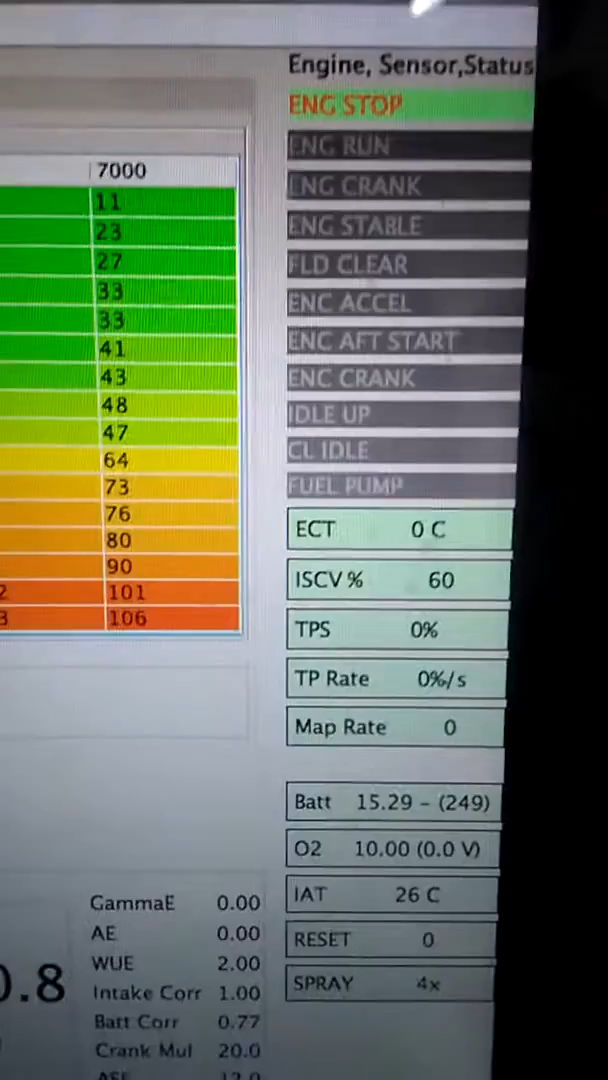 Engine, Sensor,Status
ENG STOP
ENG RUN
ENG CRANK
ENG STABLE
FLD CLEAR
ENC ACCEL
ENC AFT START
ENC CRANK
IDLE UP
CL IDLE
FUEL PUMP
7000
11
23
27
33
33
41
43
48
47
64
73
76
80
90
2 101
3 106
ECT 0 C
ISCV % 60
TPS 0%
TP Rate 0%/s
Map Rate 0
Batt 15.29 - (249)
O2 10.00 (0.0 V)
IAT 26 C
RESET 0
SPRAY 4x
0.8
GammaE 0.00
AE 0.00
WUE 2.00
Intake Corr 1.00
Batt Corr 0.77
Crank Mul 20.0